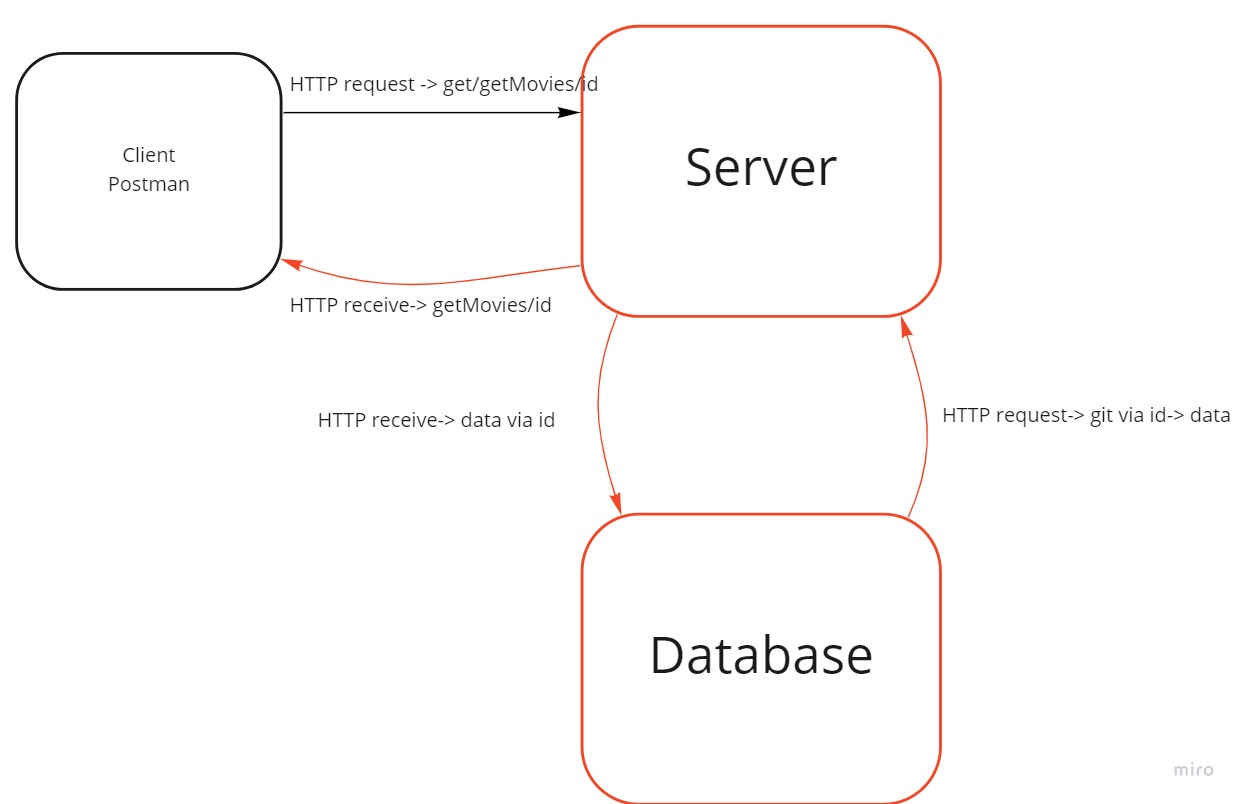 HTTP request -> get/getMovies/id
Client
Postman
Server
HTTP receive-> getMovies/id
HTTP receive-> data via id
HTTP request-> git via id-> data
Database
miro